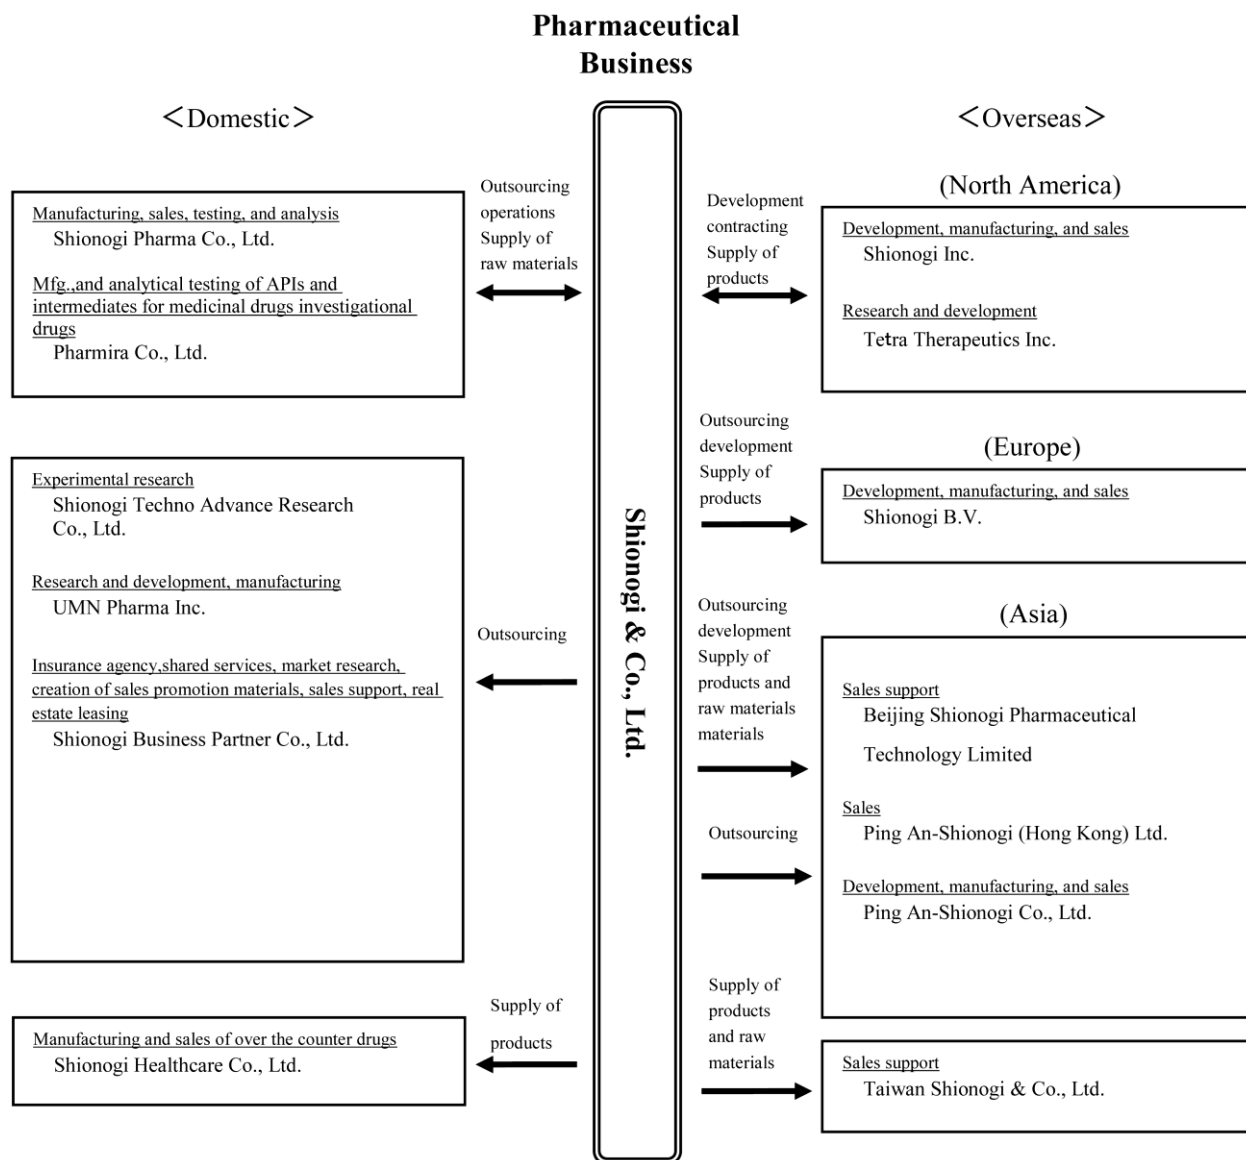 Pharmaceutical
Business
＜Domestic＞
Manufacturing, sales, testing, and analysis
Shionogi Pharma Co., Ltd.
Mfg.,and analytical testing of APIs and
intermediates for medicinal drugs investigational
drugs
Pharmira Co., Ltd.
Outsourcing
operations
Supply of
raw materials
Experimental research
Shionogi Techno Advance Research
Co., Ltd.
Research and development, manufacturing
UMN Pharma Inc.
Insurance agency,shared services, market research,
creation of sales promotion materials, sales support, real
estate leasing
Shionogi Business Partner Co., Ltd.
Outsourcing
Manufacturing and sales of over the counter drugs
Shionogi Healthcare Co., Ltd.
Supply of
products
Shionogi & Co., Ltd.
＜Overseas＞
(North America)
Development
contracting
Supply of
products
Development, manufacturing, and sales
Shionogi Inc.
Research and development
Tetra Therapeutics Inc.
(Europe)
Outsourcing
development
Supply of
products
Development, manufacturing, and sales
Shionogi B.V.
(Asia)
Outsourcing
development
Supply of
products and
raw materials
materials
Outsourcing
Sales support
Beijing Shionogi Pharmaceutical
Technology Limited
Sales
Ping An-Shionogi (Hong Kong) Ltd.
Development, manufacturing, and sales
Ping An-Shionogi Co., Ltd.
Supply of
products
and raw
materials
Sales support
Taiwan Shionogi & Co., Ltd.